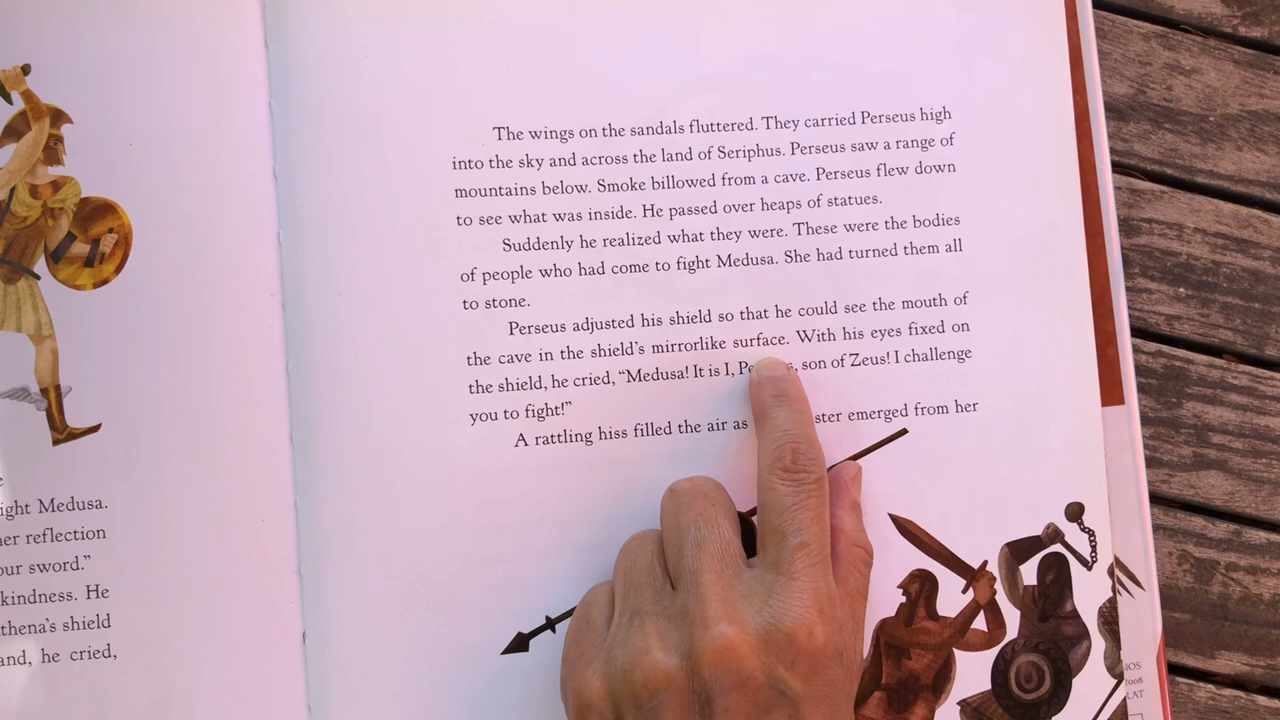 ight Medusa.
er reflection
our sword."
kindness. He
thena's shield
and, he cried,
The wings on the sandals fluttered. They carried Perseus high
into the sky and across the land of Seriphus. Perseus saw a range of
mountains below. Smoke billowed from a cave. Perseus flew down
to see what was inside. He passed over heaps of statues.
Suddenly he realized what they were. These were the bodies
of people who had come to fight Medusa. She had turned them all
to stone.
Perseus adjusted his shield so that he could see the mouth of
the cave in the shield's mirrorlike surface. With his eyes fixed on
the shield, he cried, "Medusa! It is I, son of Zeus! I challenge
you to fight!"
A rattling hiss filled the air as emerged from her
2008